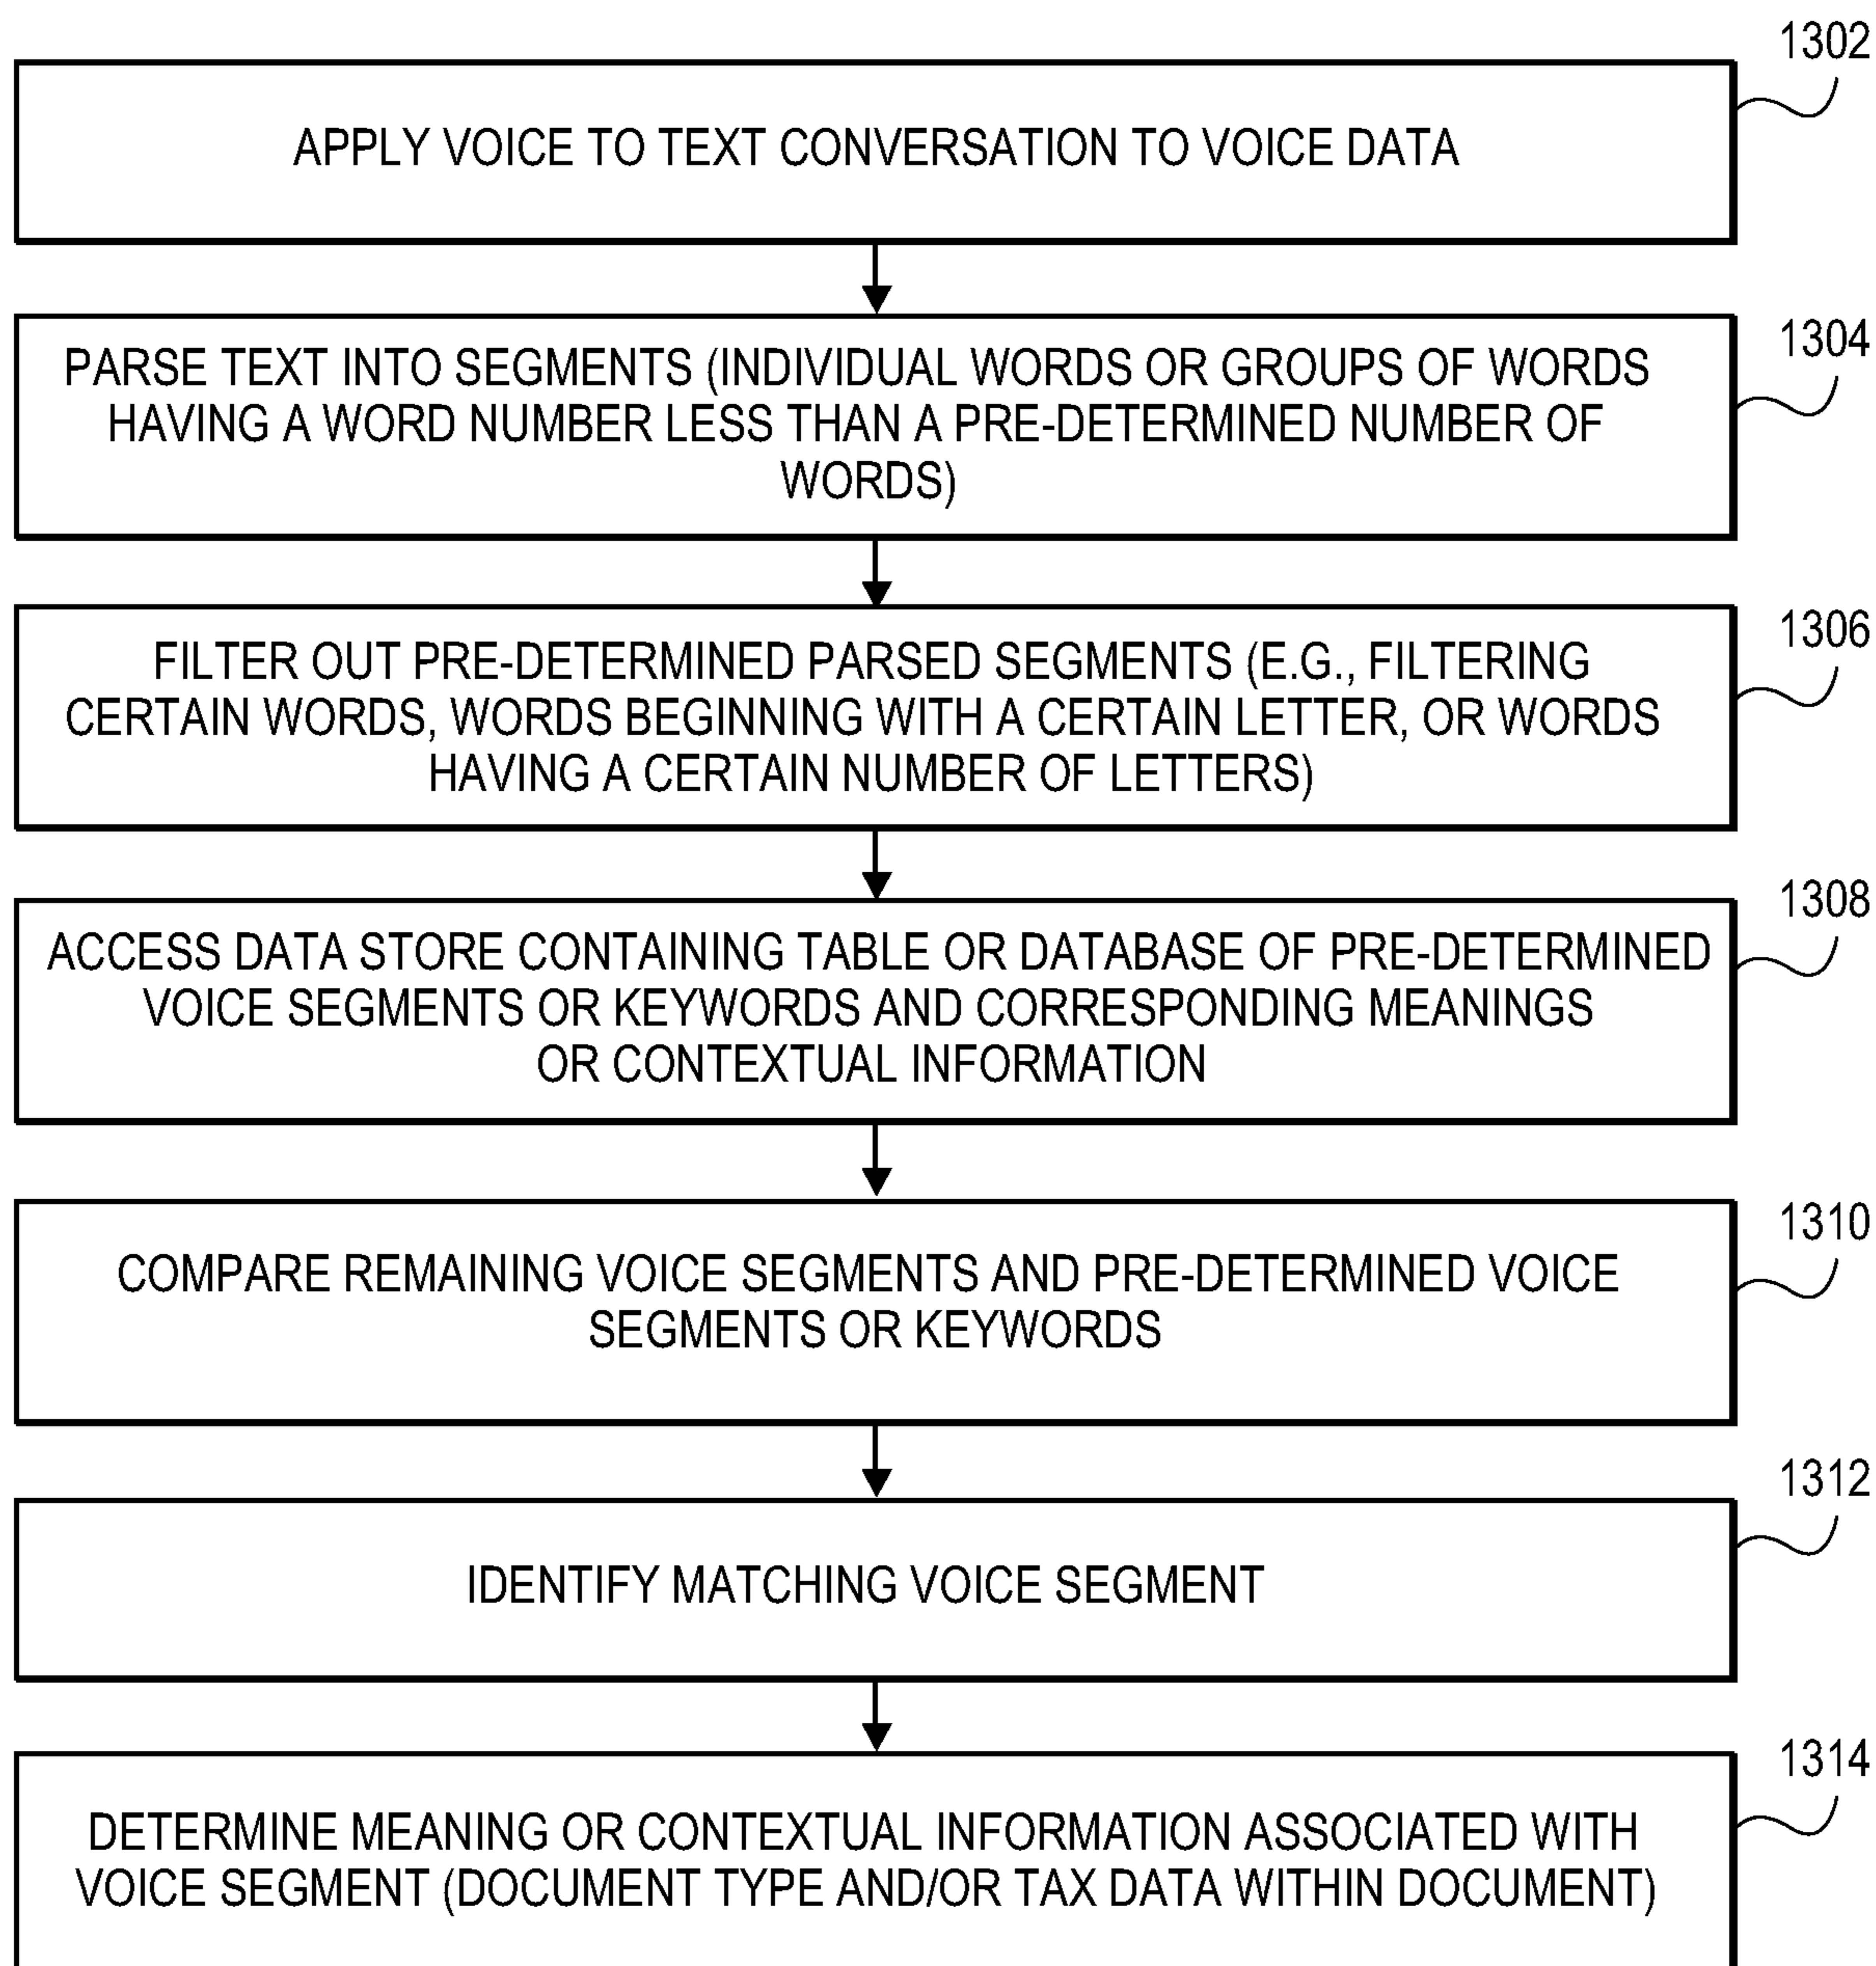 1302
APPLY VOICE TO TEXT CONVERSATION TO VOICE DATA
1304
PARSE TEXT INTO SEGMENTS (INDIVIDUAL WORDS OR GROUPS OF WORDS
HAVING A WORD NUMBER LESS THAN A PRE-DETERMINED NUMBER OF
WORDS)
1306
FILTER OUT PRE-DETERMINED PARSED SEGMENTS (E.G., FILTERING
CERTAIN WORDS, WORDS BEGINNING WITH A CERTAIN LETTER, OR WORDS
HAVING A CERTAIN NUMBER OF LETTERS)
1308
ACCESS DATA STORE CONTAINING TABLE OR DATABASE OF PRE-DETERMINED
VOICE SEGMENTS OR KEYWORDS AND CORRESPONDING MEANINGS
OR CONTEXTUAL INFORMATION
1310
COMPARE REMAINING VOICE SEGMENTS AND PRE-DETERMINED VOICE
SEGMENTS OR KEYWORDS
1312
IDENTIFY MATCHING VOICE SEGMENT
1314
DETERMINE MEANING OR CONTEXTUAL INFORMATION ASSOCIATED WITH
VOICE SEGMENT (DOCUMENT TYPE AND/OR TAX DATA WITHIN DOCUMENT)